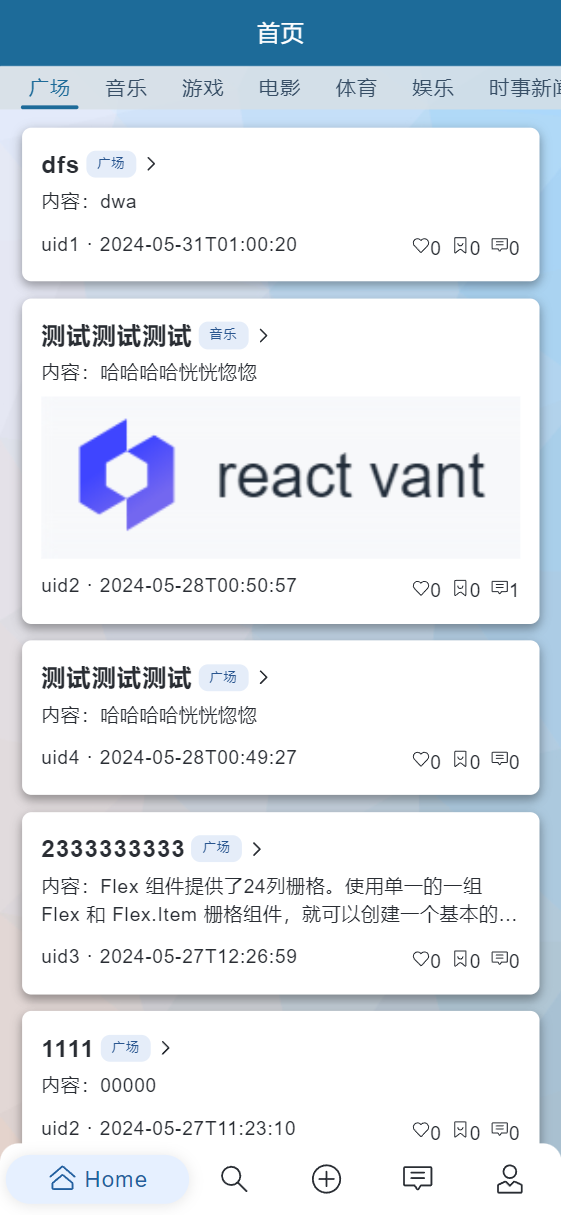 首页
广场 音乐 游戏 电影 体育 娱乐 时事新闻
dfs 广场
内容：dwa
uid1 · 2024-05-31T01:00:20 0 0 0
测试测试测试 音乐
内容：哈哈哈哈恍恍惚惚
react vant
uid2 · 2024-05-28T00:50:57 0 0 1
测试测试测试 广场
内容：哈哈哈哈恍恍惚惚
uid4 · 2024-05-28T00:49:27 0 0 0
2333333333 广场
内容：Flex 组件提供了24列栅格。使用单一的一组
Flex 和 Flex.Item 栅格组件，就可以创建一个基本的...
uid3 · 2024-05-27T12:26:59 0 0 0
1111 广场
内容：00000
uid2 · 2024-05-27T11:23:10 0 0 0
Home